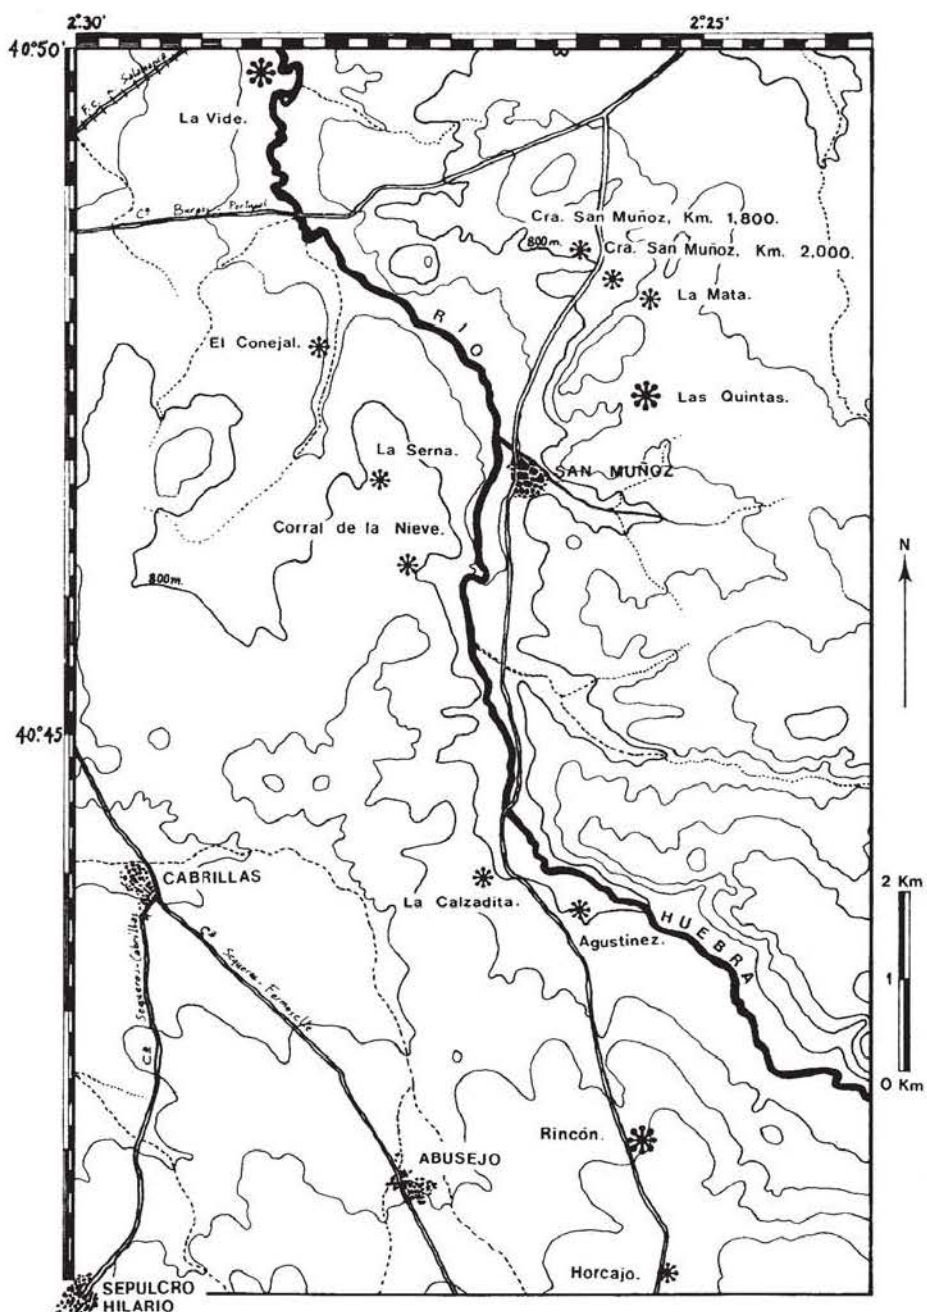 2°30'
2°25'
40°50'
F.C. a Salamanca
La Vide.
Cª Burgos-Portugal
Cra. San Muñoz, Km. 1,800.
800m.
Cra. San Muñoz, Km. 2,000.
La Mata.
RIO
El Conejal.
Las Quintas.
La Serna.
SAN MUÑOZ
Corral de la Nieve.
800m.
N
40°45
CABRILLAS
La Calzadita.
Agustinez.
HUEBRA
2 Km
1
0 Km
Cª Sequeros-Cabrillas
Cª Sequeros-Fermoselle
Rincón.
ABUSEJO
Horcajo.
SEPULCRO
HILARIO